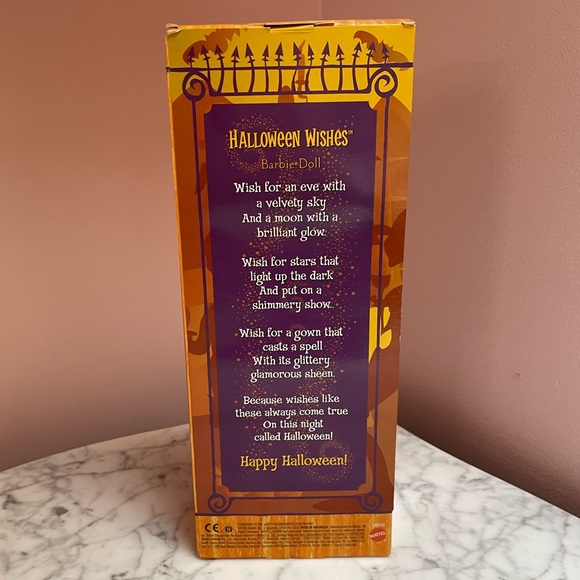 Halloween Wishes™
Barbie Doll
Wish for an eve with
a velvety sky
And a moon with a
brilliant glow.
Wish for stars that
light up the dark
And put on a
shimmery show.
Wish for a gown that
casts a spell
With its glittery
glamorous sheen.
Because wishes like
these always come true
On this night
called Halloween!
Happy Halloween!
CE
MATTEL